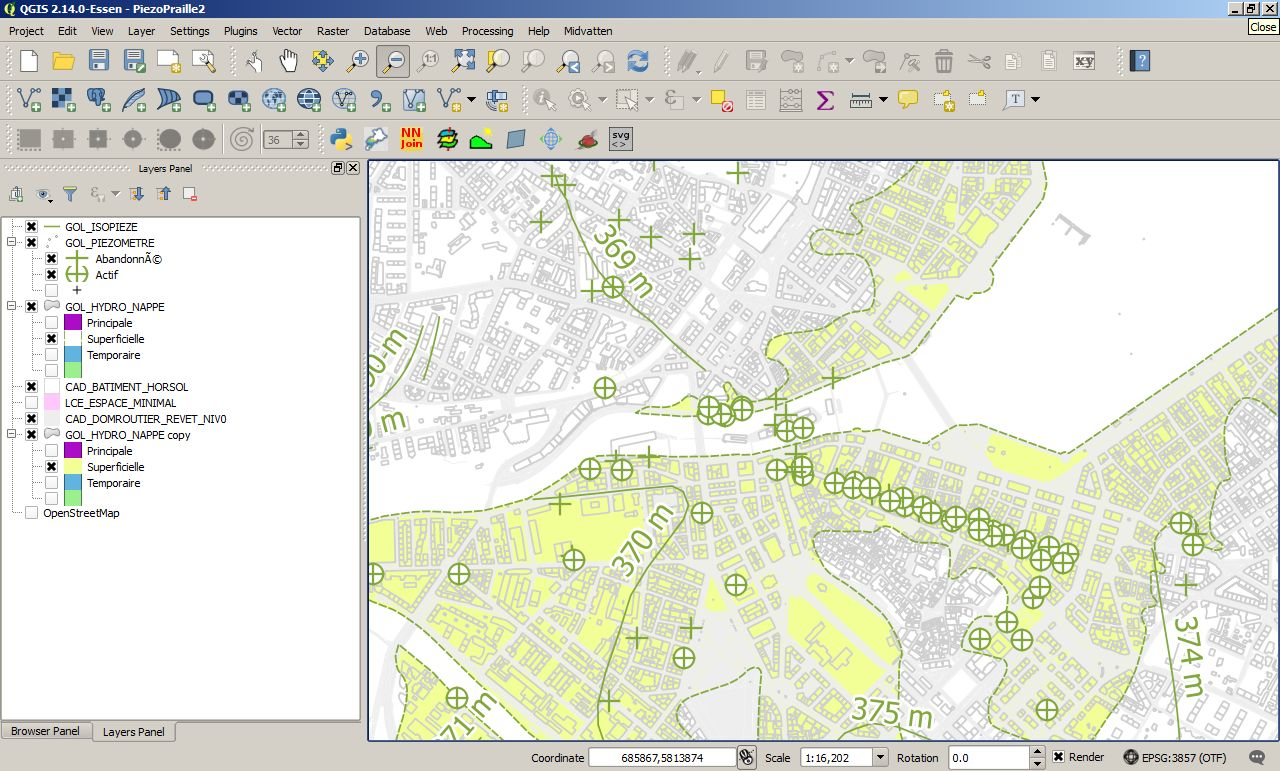 QGIS 2.14.0-Essen - PiezoPraille2
Close
Project Edit View Layer Settings Plugins Vector Raster Database Web Processing Help Midvatten
1:1
xy
?
Σ
T
36
NN
Join
svg
<>
Layers Panel
GOL_ISOPIEZE
GOL_PIEZOMETRE
AbandonnÃ©
Actif
GOL_HYDRO_NAPPE
Principale
Superficielle
Temporaire
CAD_BATIMENT_HORSOL
LCE_ESPACE_MINIMAL
CAD_DOMROUTIER_REVET_NIV0
GOL_HYDRO_NAPPE copy
Principale
Superficielle
Temporaire
OpenStreetMap
369 m
370 m
374 m
375 m
Browser Panel Layers Panel
Coordinate 685867,5813874 Scale 1:16,202 Rotation 0.0 Render EPSG:3857 (OTF)